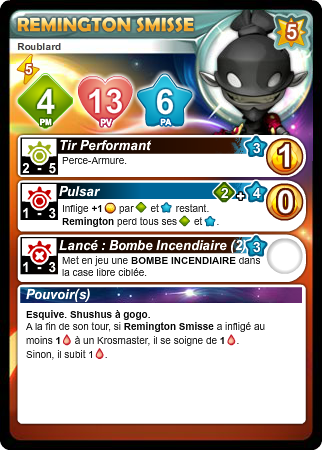 REMINGTON SMISSE
5
Roublard
5
4
PM
13
PV
6
PA
Tir Performant
3
1
Perce-Armure.
2 - 5
Pulsar
2 + 4
0
Inflige +1 par et restant.
1 - 3
Remington perd tous ses et .
Lancé : Bombe Incendiaire (2
3
Met en jeu une BOMBE INCENDIAIRE dans
1 - 3
la case libre ciblée.
Pouvoir(s)
Esquive. Shushus à gogo.
A la fin de son tour, si Remington Smisse a infligé au
moins 1 à un Krosmaster, il se soigne de 1 .
Sinon, il subit 1 .